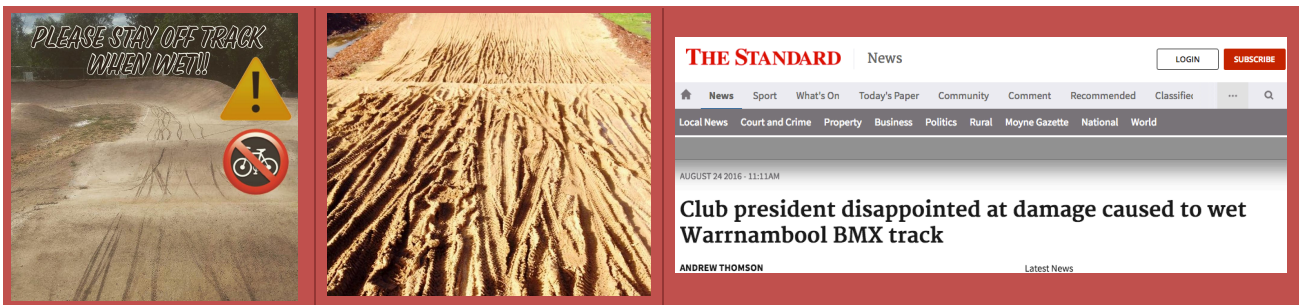 PLEASE STAY OFF TRACK
WHEN WET!!
THE STANDARD
News
LOGIN
SUBSCRIBE
News Sport What's On Today's Paper Community Comment Recommended Classifiec ...
Local News Court and Crime Property Business Politics Rural Moyne Gazette National World
AUGUST 24 2016 - 11:11AM
Club president disappointed at damage caused to wet
Warrnambool BMX track
ANDREW THOMSON
Latest News